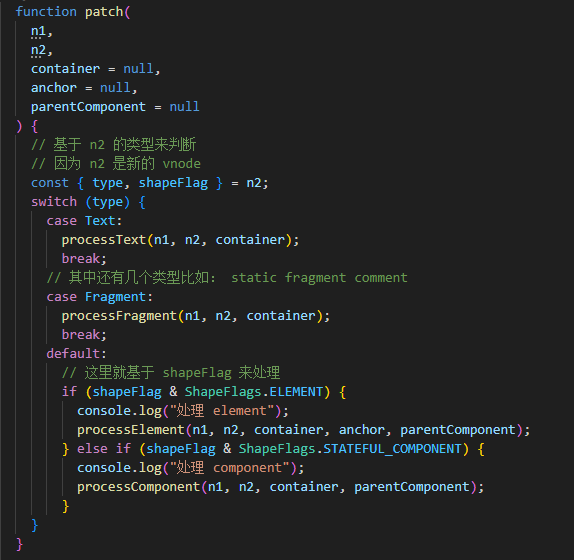 function patch(
  n1,
  n2,
  container = null,
  anchor = null,
  parentComponent = null
) {
  // 基于 n2 的类型来判断
  // 因为 n2 是新的 vnode
  const { type, shapeFlag } = n2;
  switch (type) {
    case Text:
      processText(n1, n2, container);
      break;
    // 其中还有几个类型比如： static fragment comment
    case Fragment:
      processFragment(n1, n2, container);
      break;
    default:
      // 这里就基于 shapeFlag 来处理
      if (shapeFlag & ShapeFlags.ELEMENT) {
        console.log("处理 element");
        processElement(n1, n2, container, anchor, parentComponent);
      } else if (shapeFlag & ShapeFlags.STATEFUL_COMPONENT) {
        console.log("处理 component");
        processComponent(n1, n2, container, parentComponent);
      }
  }
}